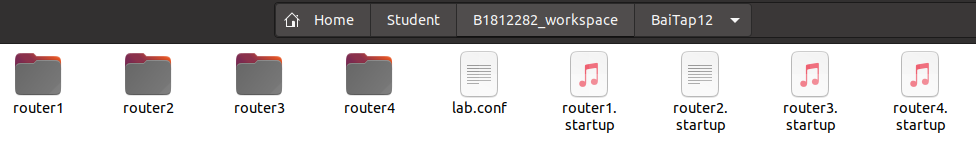 Home Student B1812282_workspace BaiTap12
router1 router2 router3 router4 lab.conf router1. router2. router3. router4.
startup startup startup startup